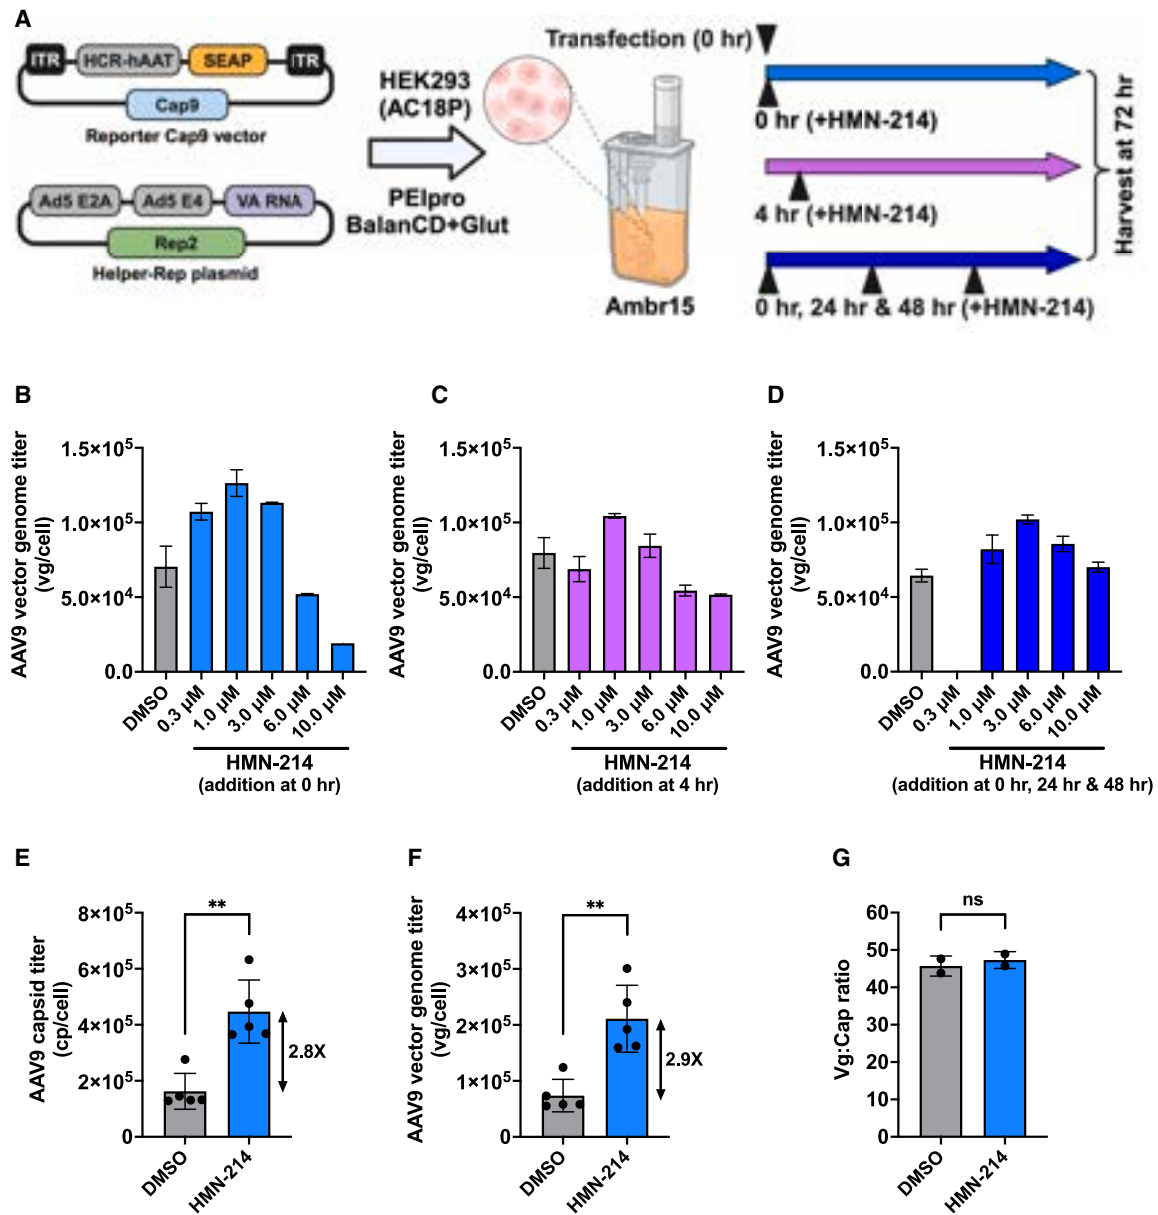 A
ITR
HCR-hAAT
SEAP
ITR
Cap9
Reporter Cap9 vector
Ad5 E2A
Ad5 E4
VA RNA
Rep2
Helper-Rep plasmid
HEK293
(AC18P)
PEIpro
BalanCD+Glut
Ambr15
Transfection (0 hr)
0 hr (+HMN-214)
4 hr (+HMN-214)
0 hr, 24 hr & 48 hr (+HMN-214)
Harvest at 72 hr
B
AAV9 vector genome titer
(vg/cell)
1.5×10⁵
1.0×10⁵
5.0×10⁴
0.0
DMSO
0.3 µM
1.0 µM
3.0 µM
6.0 µM
10.0 µM
HMN-214
(addition at 0 hr)
C
AAV9 vector genome titer
(vg/cell)
1.5×10⁵
1.0×10⁵
5.0×10⁴
0.0
DMSO
0.3 µM
1.0 µM
3.0 µM
6.0 µM
10.0 µM
HMN-214
(addition at 4 hr)
D
AAV9 vector genome titer
(vg/cell)
1.5×10⁵
1.0×10⁵
5.0×10⁴
0.0
DMSO
0.3 µM
1.0 µM
3.0 µM
6.0 µM
10.0 µM
HMN-214
(addition at 0 hr, 24 hr & 48 hr)
E
AAV9 capsid titer
(cp/cell)
8×10⁵
6×10⁵
4×10⁵
2×10⁵
0
**
2.8X
DMSO
HMN-214
F
AAV9 vector genome titer
(vg/cell)
4×10⁵
3×10⁵
2×10⁵
1×10⁵
0
**
2.9X
DMSO
HMN-214
G
Vg:Cap ratio
60
50
40
30
20
10
0
ns
DMSO
HMN-214